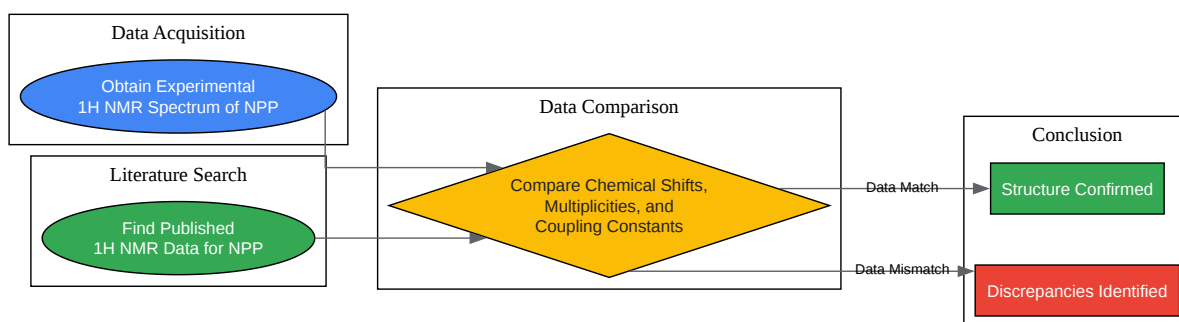 Data Acquisition
Obtain Experimental
1H NMR Spectrum of NPP
Literature Search
Find Published
1H NMR Data for NPP
Data Comparison
Compare Chemical Shifts,
Multiplicities, and
Coupling Constants
Data Match
Data Mismatch
Conclusion
Structure Confirmed
Discrepancies Identified